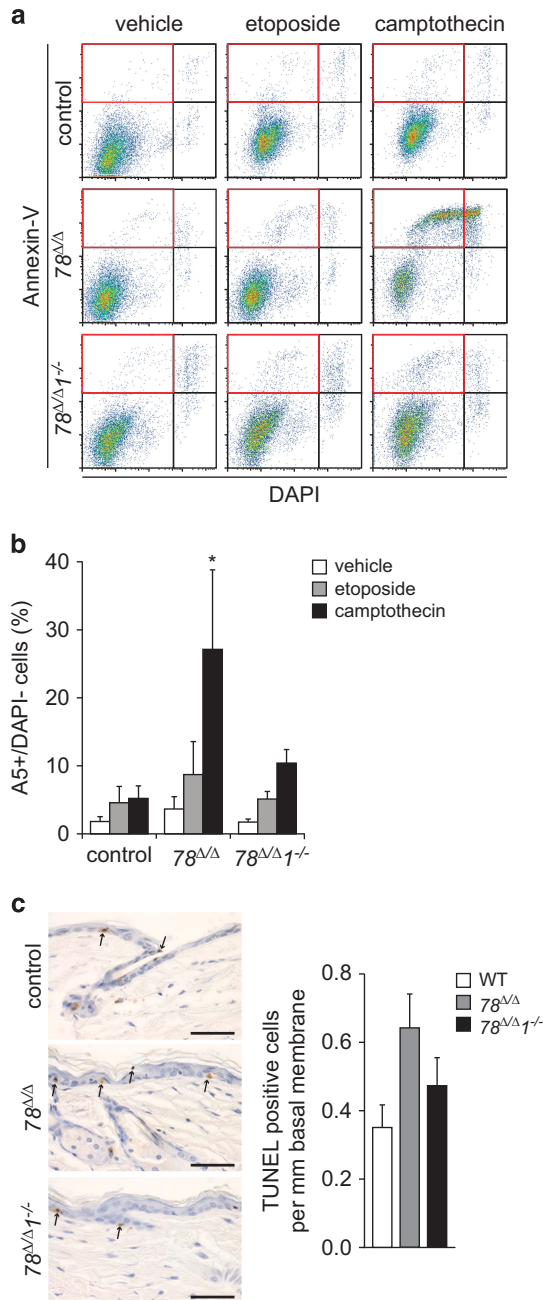 a
vehicle etoposide camptothecin
control
78Δ/Δ
78Δ/Δ1-/-
Annexin-V
DAPI
b
A5+/DAPI- cells (%)
40
30
20
10
0
*
control 78Δ/Δ 78Δ/Δ1-/-
vehicle
etoposide
camptothecin
c
control
78Δ/Δ
78Δ/Δ1-/-
TUNEL positive cells
per mm basal membrane
0.8
0.6
0.4
0.2
0.0
WT
78Δ/Δ
78Δ/Δ1-/-